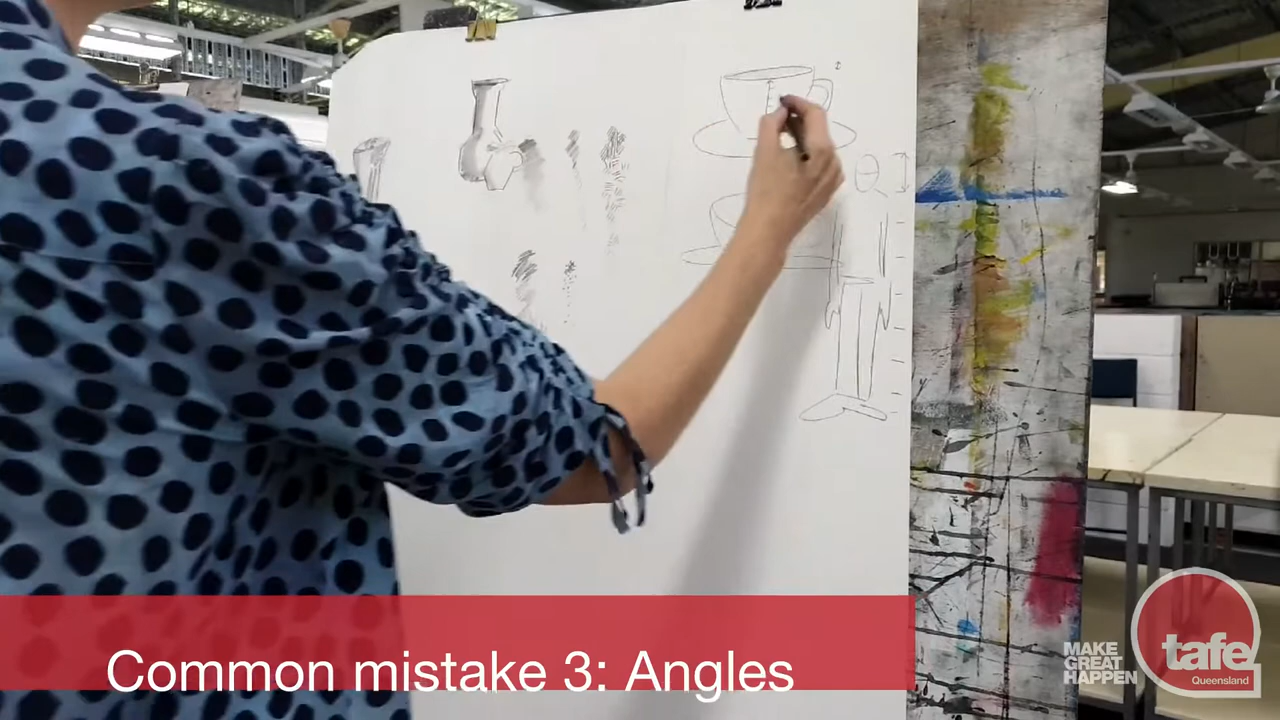 Common mistake 3: Angles
MAKE
GREAT
HAPPEN
tafe
Queensland